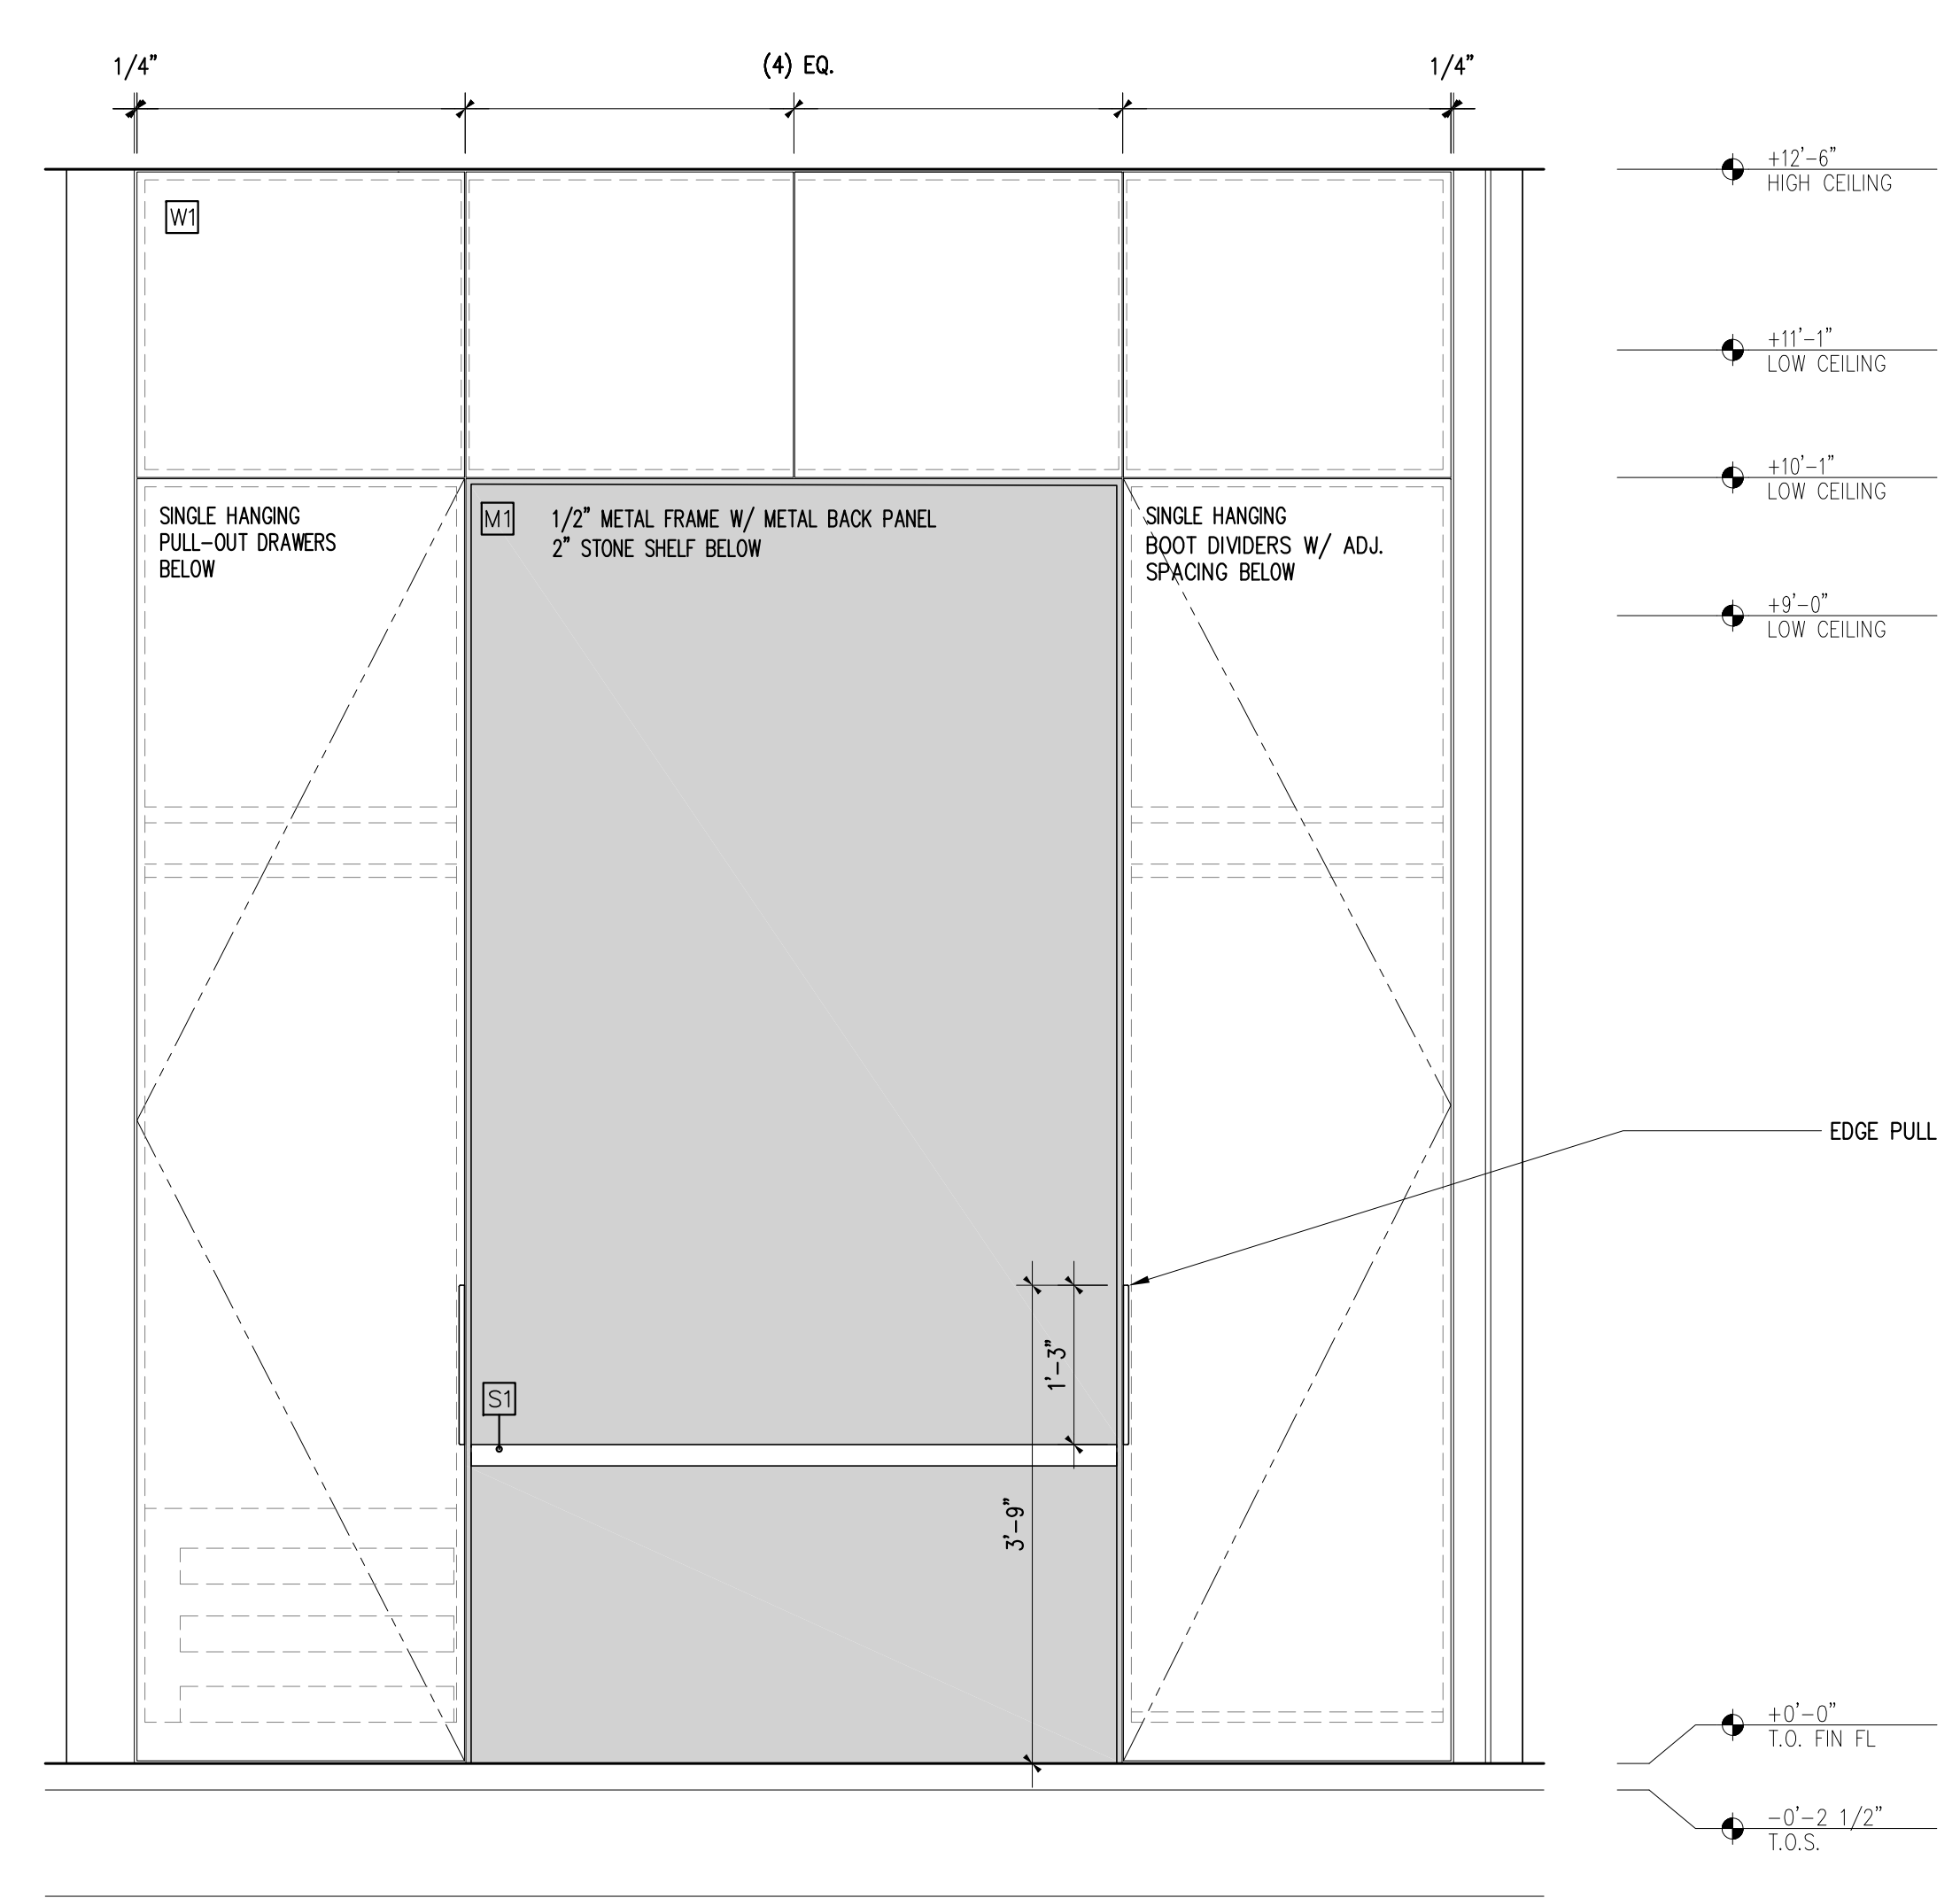 1/4"
(4) EQ.
1/4"
+12'-6"
HIGH CEILING
W1
+11'-1"
LOW CEILING
+10'-1"
LOW CEILING
SINGLE HANGING
PULL-OUT DRAWERS
BELOW
M1
1/2" METAL FRAME W/ METAL BACK PANEL
2" STONE SHELF BELOW
SINGLE HANGING
BOOT DIVIDERS W/ ADJ.
SPACING BELOW
+9'-0"
LOW CEILING
EDGE PULL
1'-3"
S1
3'-9"
+0'-0"
T.O. FIN FL
-0'-2 1/2"
T.O.S.